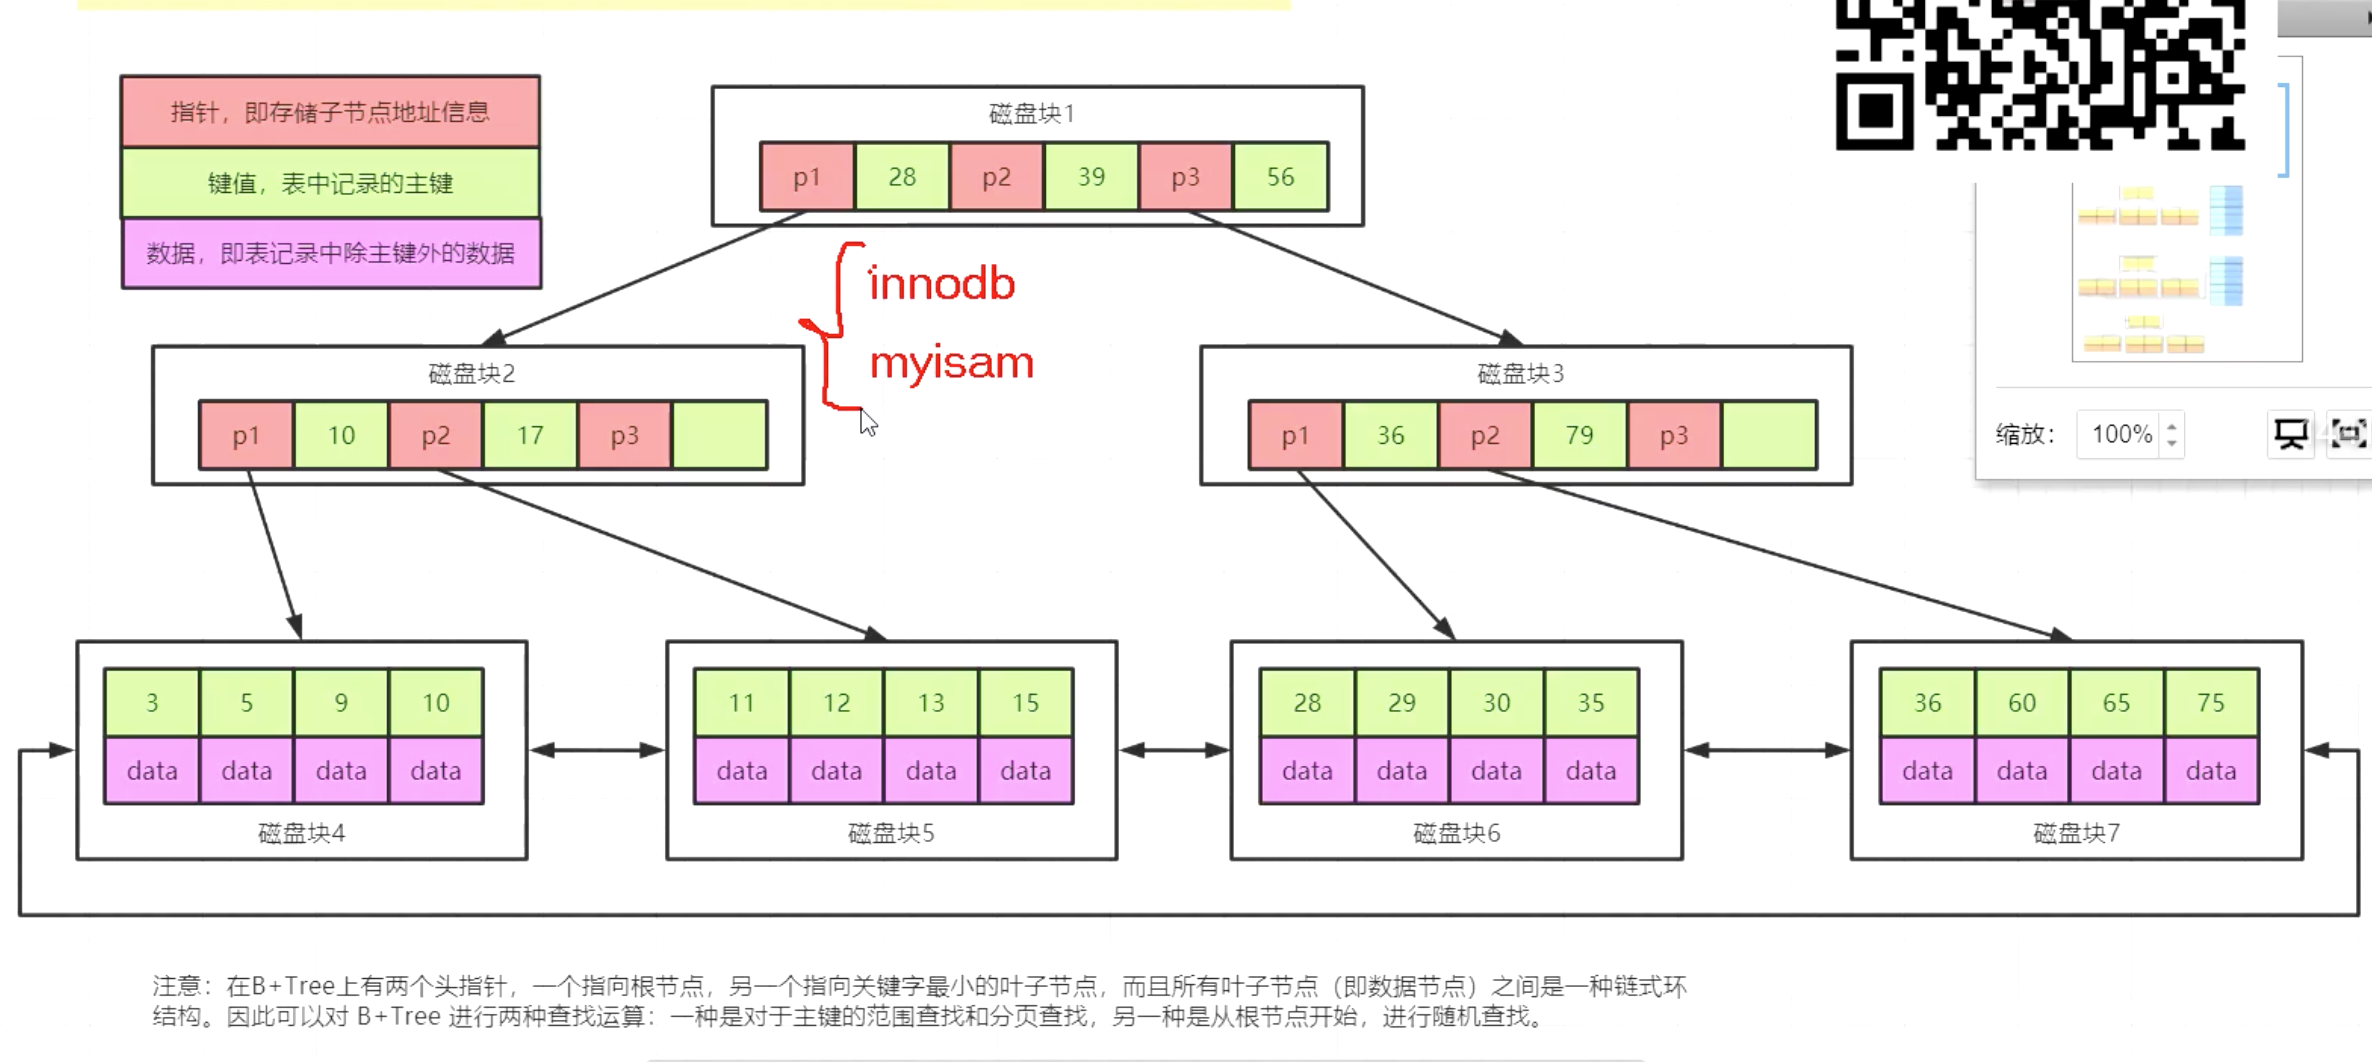 指针，即存储子节点地址信息
键值，表中记录的主键
数据，即表记录中除主键外的数据
磁盘块1
p1 28 p2 39 p3 56
innodb
myisam
磁盘块2
p1 10 p2 17 p3
磁盘块3
p1 36 p2 79 p3
缩放：
100%
3 5 9 10
data data data data
磁盘块4
11 12 13 15
data data data data
磁盘块5
28 29 30 35
data data data data
磁盘块6
36 60 65 75
data data data data
磁盘块7
注意：在B+Tree上有两个头指针，一个指向根节点，另一个指向关键字最小的叶子节点，而且所有叶子节点（即数据节点）之间是一种链式环
结构。因此可以对 B+Tree 进行两种查找运算：一种是对于主键的范围查找和分页查找，另一种是从根节点开始，进行随机查找。